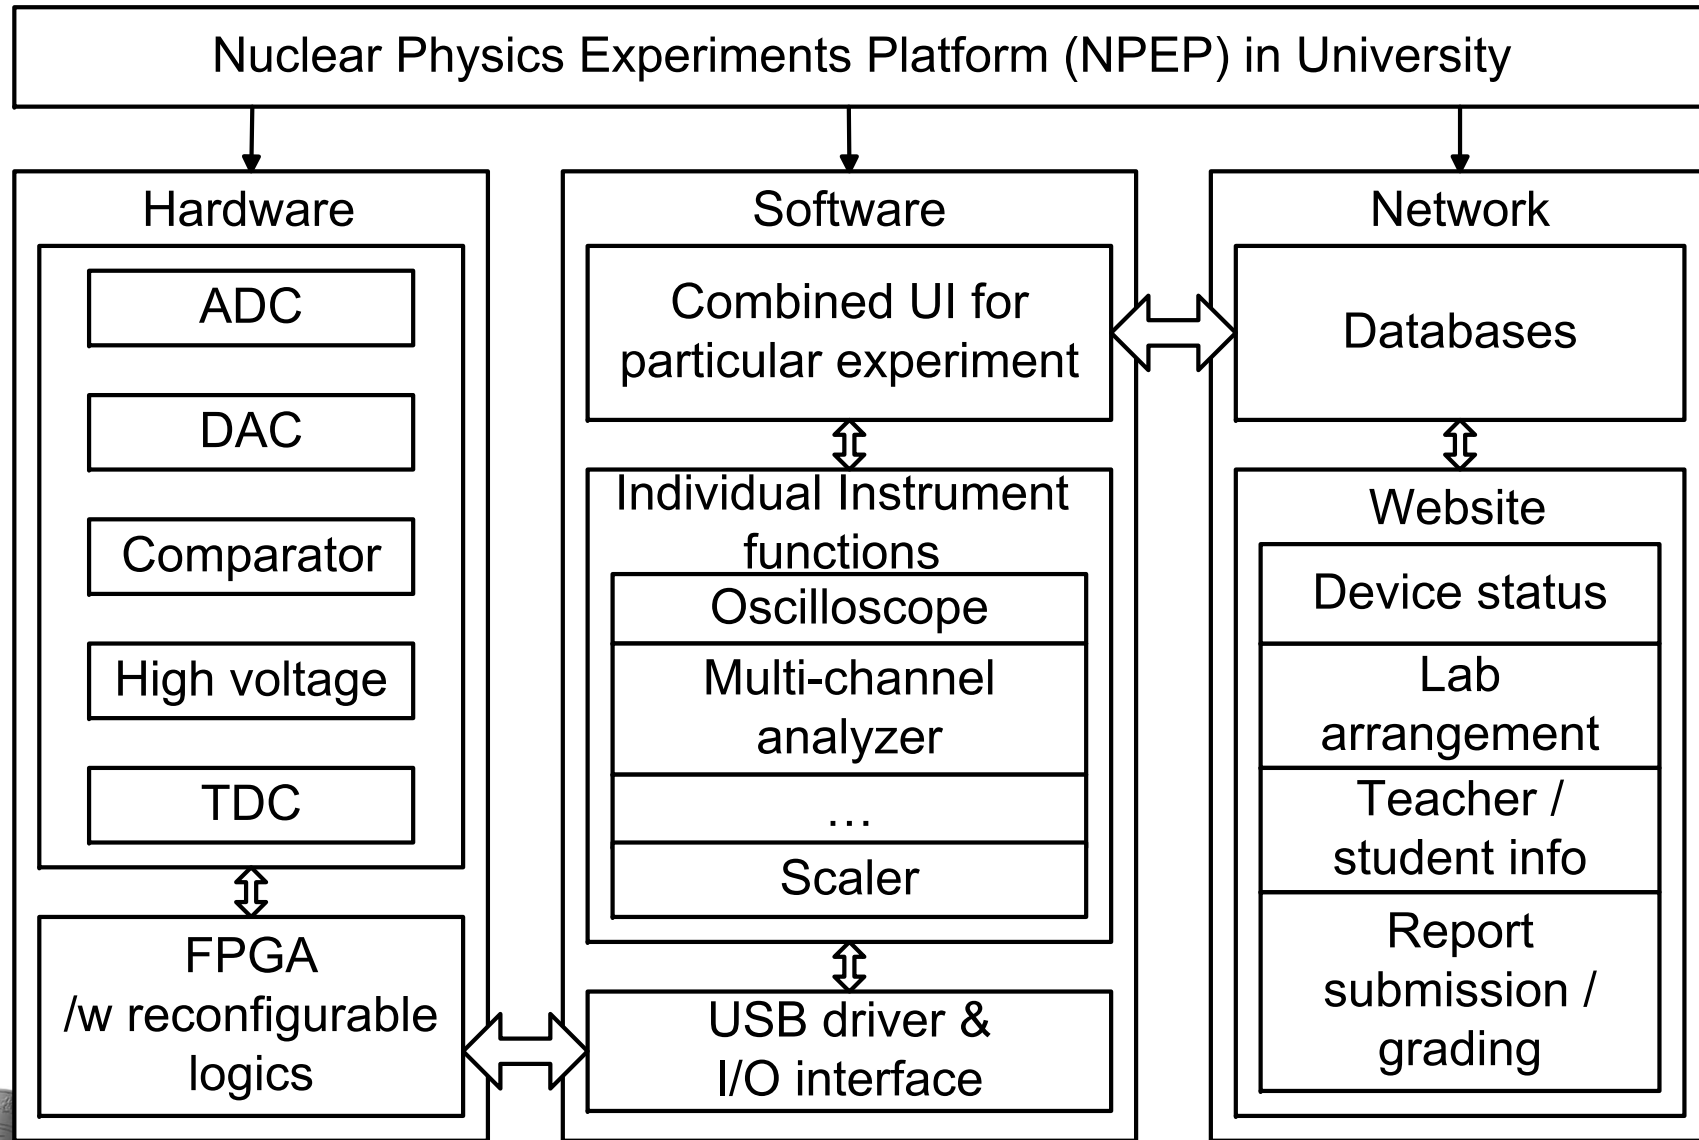 Nuclear Physics Experiments Platform (NPEP) in University
Hardware
ADC
DAC
Comparator
High voltage
TDC
FPGA
/w reconfigurable
logics
Software
Combined UI for
particular experiment
Individual Instrument
functions
Oscilloscope
Multi-channel
analyzer
...
Scaler
USB driver &
I/O interface
Network
Databases
Website
Device status
Lab
arrangement
Teacher /
student info
Report
submission /
grading